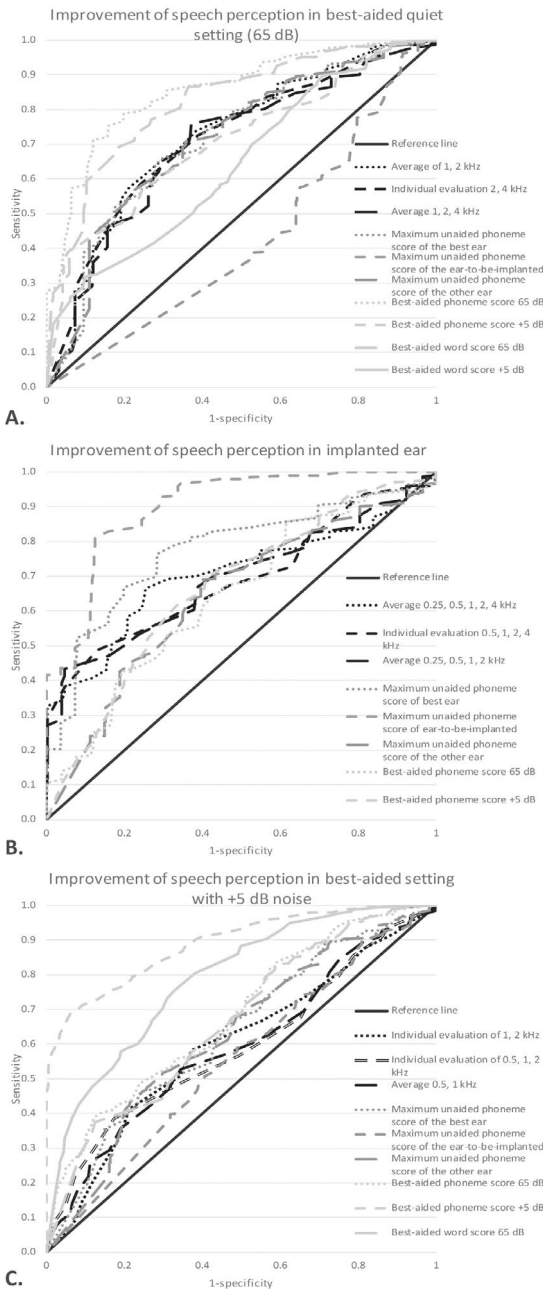 Improvement of speech perception in best-aided quiet
setting (65 dB)
1.0
0.9
0.8
0.7
0.6
0.5
0.4
0.3
0.2
0.1
0.0
Sensitivity
0.2
0.4
0.6
0.8
1
1-specificity
Reference line
Average of 1, 2 kHz
Individual evaluation 2, 4 kHz
Average 1, 2, 4 kHz
Maximum unaided phoneme
score of the best ear
Maximum unaided phoneme
score of the ear-to-be-implanted
Maximum unaided phoneme
score of the other ear
Best-aided phoneme score 65 dB
Best-aided phoneme score +5 dB
Best-aided word score 65 dB
Best-aided word score +5 dB
A.
Improvement of speech perception in implanted ear
1.0
0.9
0.8
0.7
0.6
0.5
0.4
0.3
0.2
0.1
0.0
Sensitivity
0
0.2
0.4
0.6
0.8
1
1-specificity
Reference line
Average 0.25, 0.5, 1, 2, 4 kHz
Individual evaluation 0.5, 1, 2, 4
kHz
Average 0.25, 0.5, 1, 2 kHz
Maximum unaided phoneme
score of best ear
Maximum unaided phoneme
score of ear-to-be-implanted
Maximum unaided phoneme
score of the other ear
Best-aided phoneme score 65 dB
Best-aided phoneme score +5 dB
B.
Improvement of speech perception in best-aided setting
with +5 dB noise
1.0
0.9
0.8
0.7
0.6
0.5
0.4
0.3
0.2
0.1
0.0
Sensitivity
0
0.2
0.4
0.6
0.8
1
1-specificity
Reference line
Individual evaluation of 1, 2 kHz
Individual evaluation of 0.5, 1, 2
kHz
Average 0.5, 1 kHz
Maximum unaided phoneme
score of the best ear
Maximum unaided phoneme
score of the ear-to-be-implanted
Maximum unaided phoneme
score of the other ear
Best-aided phoneme score 65 dB
Best-aided phoneme score +5 dB
Best-aided word score 65 dB
C.